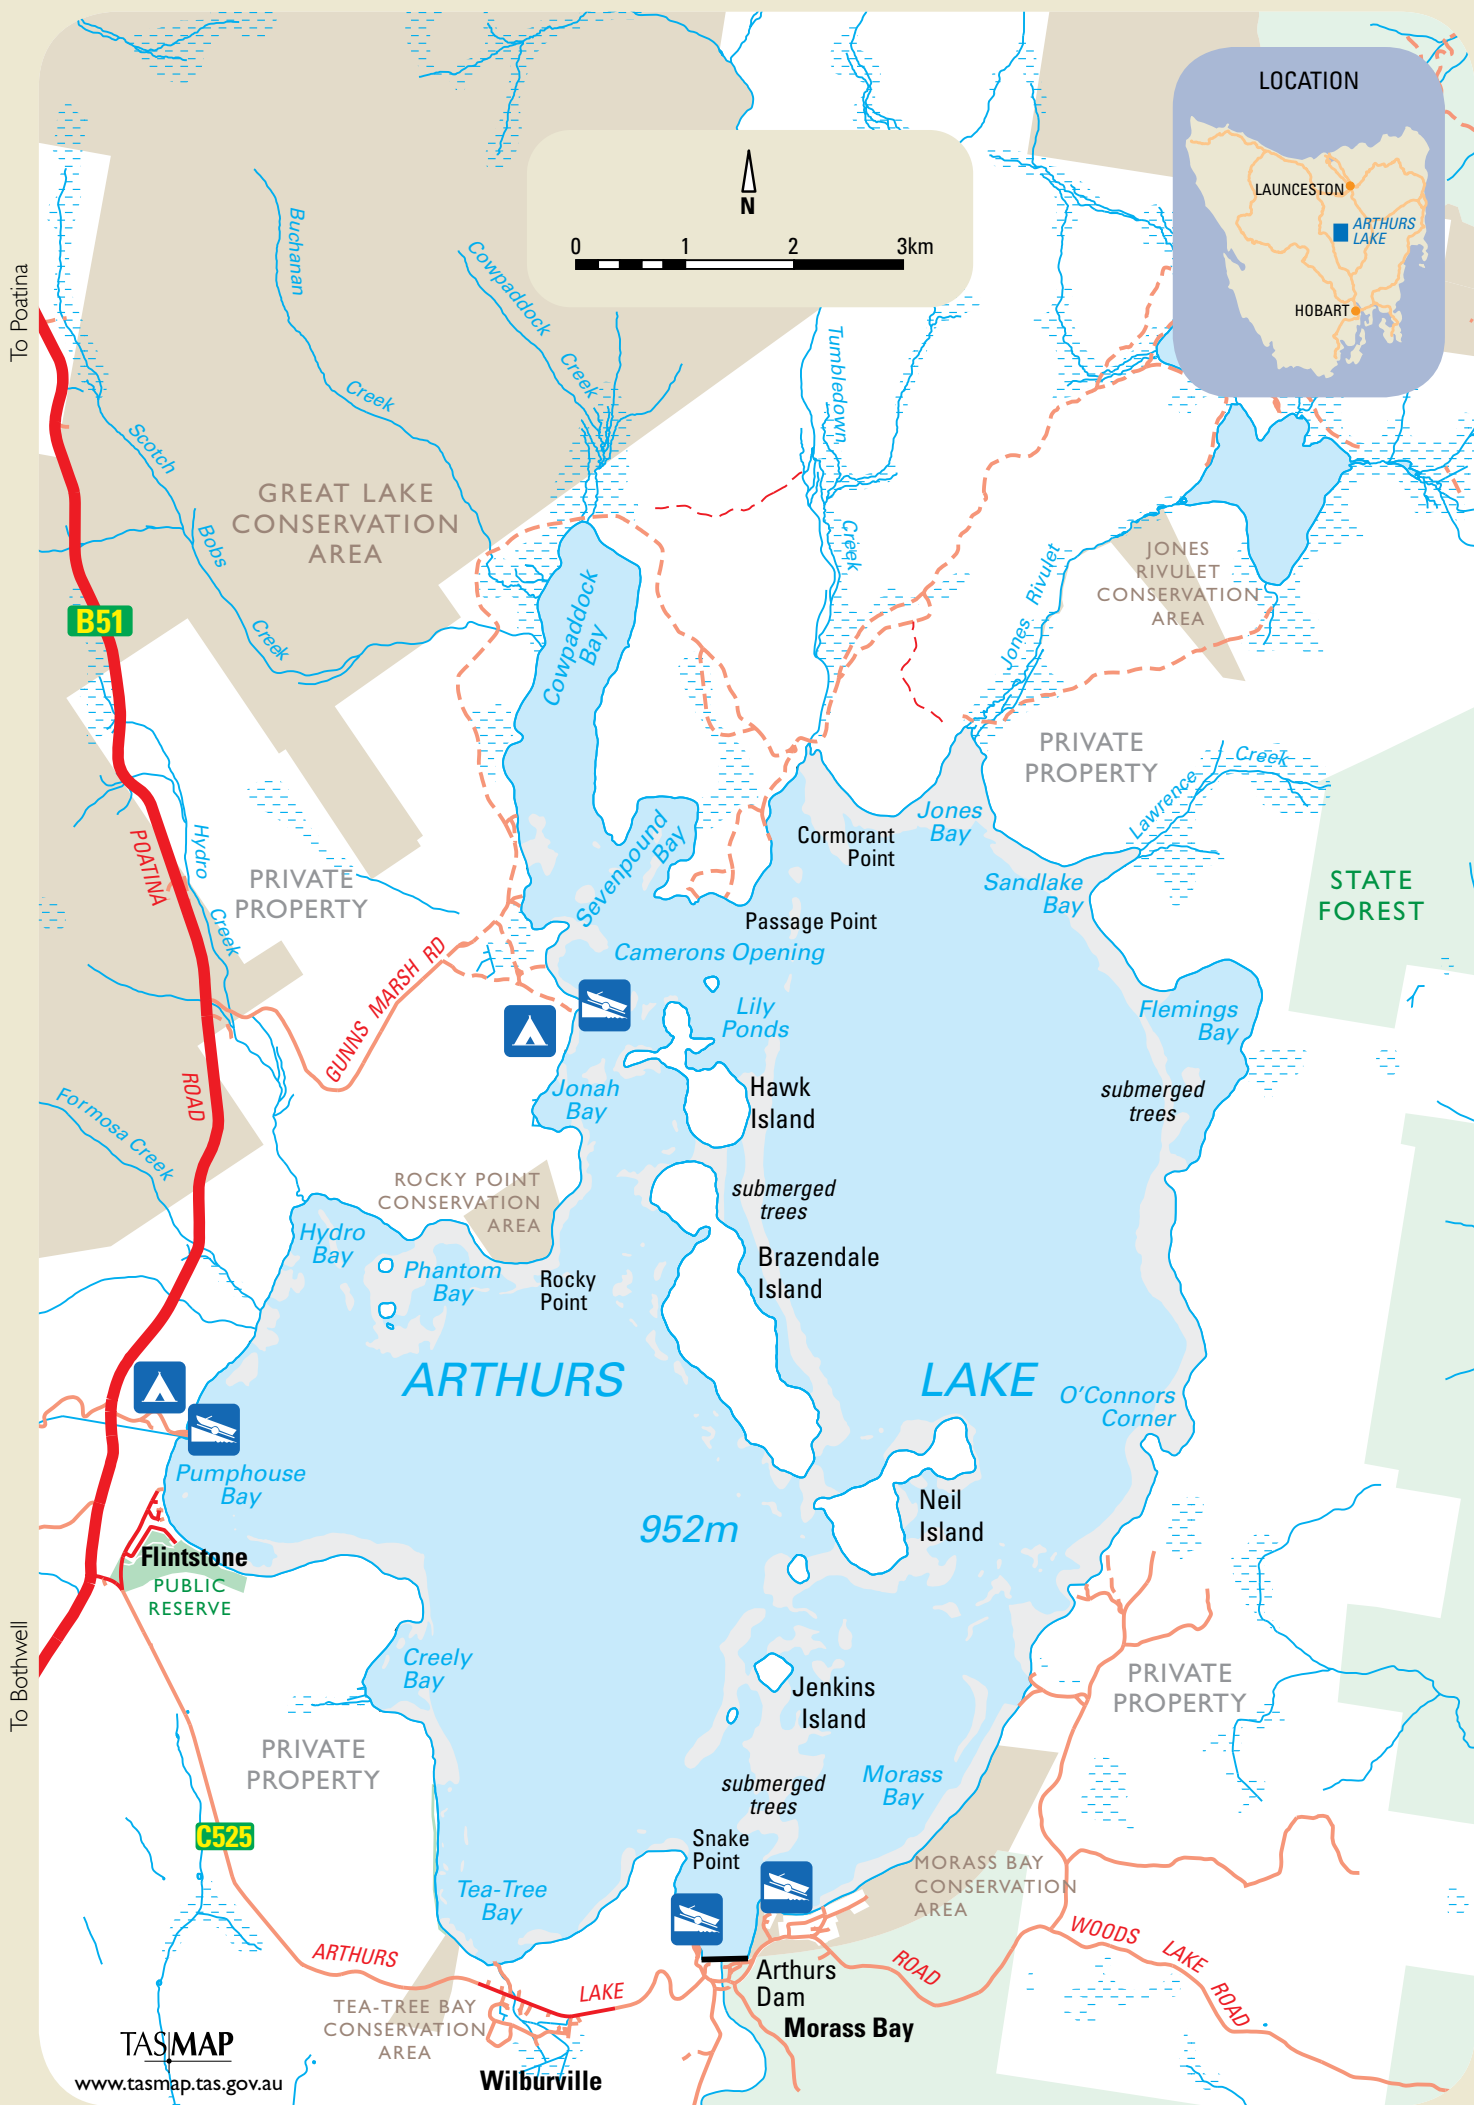 LOCATION
LAUNCESTON
ARTHURS
LAKE
HOBART
N
0 1 2 3km
To Poatina
Buchanan
Creek
Cowpaddock
Creek
Tumbledown
Creek
Scotch
Bobs
Creek
GREAT LAKE
CONSERVATION
AREA
B51
JONES
RIVULET
CONSERVATION
AREA
Jones Rivulet
Cowpaddock
Bay
PRIVATE
PROPERTY
Lawrence
Creek
Jones
Bay
Cormorant
Point
Sevenpound
Bay
POATINA
Hydro
Creek
PRIVATE
PROPERTY
Sandlake
Bay
STATE
FOREST
Passage Point
Camerons Opening
GUNNS MARSH RD
Lily
Ponds
Flemings
Bay
ROAD
Jonah
Bay
Hawk
Island
submerged
trees
Formosa Creek
ROCKY POINT
CONSERVATION
AREA
submerged
trees
Hydro
Bay
Phantom
Bay
Rocky
Point
Brazendale
Island
ARTHURS LAKE
O'Connors
Corner
Pumphouse
Bay
952m
Neil
Island
Flintstone
PUBLIC
RESERVE
To Bothwell
Creely
Bay
Jenkins
Island
PRIVATE
PROPERTY
PRIVATE
PROPERTY
submerged
trees
Morass
Bay
C525
Snake
Point
MORASS BAY
CONSERVATION
AREA
Tea-Tree
Bay
ARTHURS
LAKE
ROAD
WOODS LAKE ROAD
Arthurs
Dam
Morass Bay
TEA-TREE BAY
CONSERVATION
AREA
Wilburville
TASMAP
www.tasmap.tas.gov.au